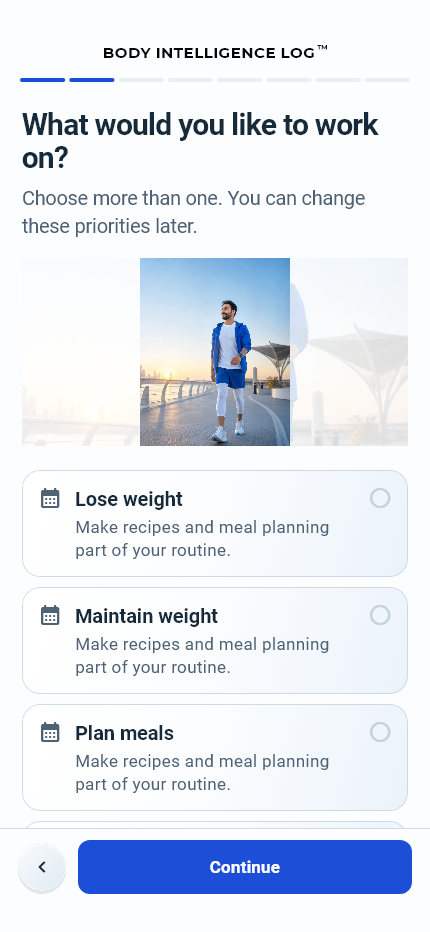 BODY INTELLIGENCE LOG™
What would you like to work
on?
Choose more than one. You can change
these priorities later.
Lose weight
Make recipes and meal planning
part of your routine.
Maintain weight
Make recipes and meal planning
part of your routine.
Plan meals
Make recipes and meal planning
part of your routine.
Continue